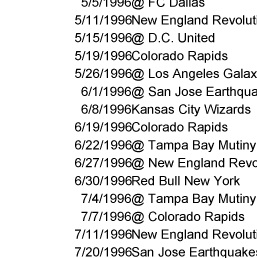 5/5/1996@ FC Dallas
5/11/1996New England Revoluti
5/15/1996@ D.C. United
5/19/1996Colorado Rapids
5/26/1996@ Los Angeles Galax
6/1/1996@ San Jose Earthqua
6/8/1996Kansas City Wizards
6/19/1996Colorado Rapids
6/22/1996@ Tampa Bay Mutiny
6/27/1996@ New England Revo
6/30/1996Red Bull New York
7/4/1996@ Tampa Bay Mutiny
7/7/1996@ Colorado Rapids
7/11/1996New England Revoluti
7/20/1996San Jose Earthquakes